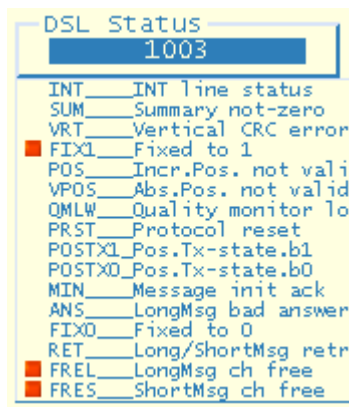 DSL Status
1003
INT____INT line status
SUM____Summary not-zero
VRT____Vertical CRC error
FIX1___Fixed to 1
POS____Incr.Pos. not vali
VPOS___Abs.Pos. not valid
QMLW___Quality monitor lo
PRST___Protocol reset
POSTX1_Pos.Tx-state.b1
POSTX0_Pos.Tx-state.b0
MIN____Message init ack
ANS____LongMsg bad answer
FIX0___Fixed to 0
RET____Long/ShortMsg retr
FREL___LongMsg ch free
FRES___ShortMsg ch free